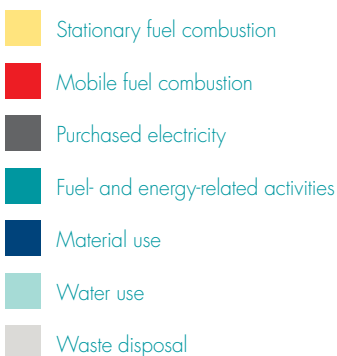 Stationary fuel combustion
Mobile fuel combustion
Purchased electricity
Fuel- and energy-related activities
Material use
Water use
Waste disposal